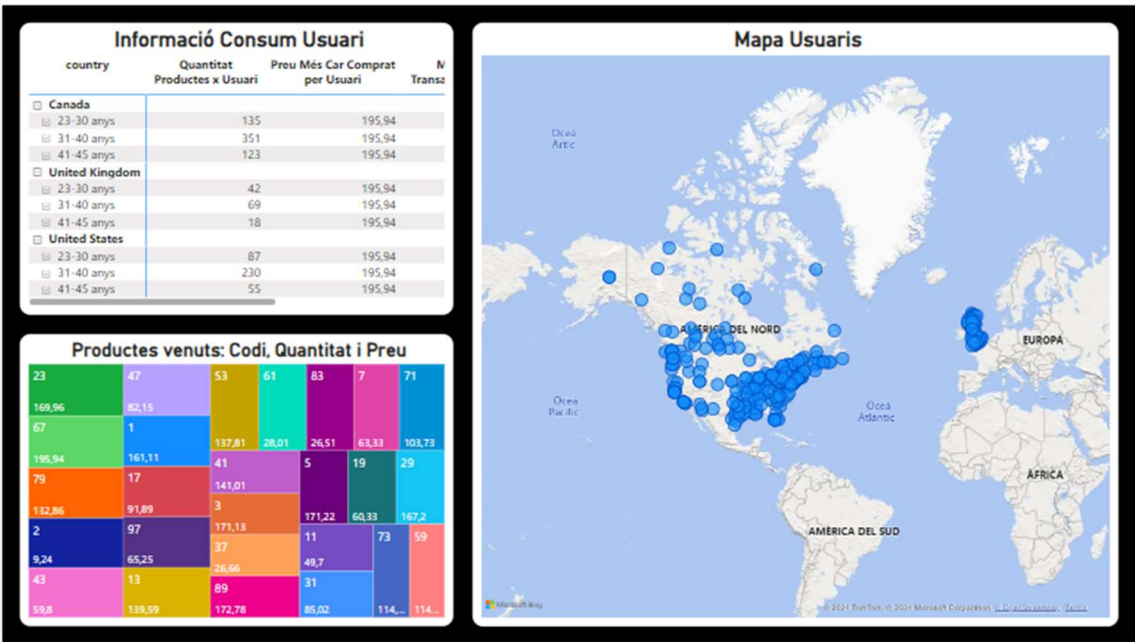 Informació Consum Usuari
country Quantitat Productes x Usuari Preu Més Car Comprat per Usuari M Transa
Canada
23-30 anys 135 195,94
31-40 anys 351 195,94
41-45 anys 123 195,94
United Kingdom
23-30 anys 42 195,94
31-40 anys 69 195,94
41-45 anys 18 195,94
United States
23-30 anys 87 195,94
31-40 anys 230 195,94
41-45 anys 55 195,94
Productes venuts: Codi, Quantitat i Preu
23
169,96
67
195,94
79
132,86
2
9,24
43
59,8
47
82,15
1
161,11
17
91,89
97
65,25
13
139,59
53
137,81
61
28,01
83
26,51
7
63,33
71
103,73
41
141,01
3
171,13
37
26,66
89
172,78
5
171,22
19
60,33
29
167,2
11
49,7
31
85,02
73
114,...
59
114...
Mapa Usuaris
Oceà Àrtic
AMÈRICA DEL NORD
EUROPA
Oceà Pacífic
Oceà Atlàntic
ÀFRICA
AMÈRICA DEL SUD
Microsoft Bing
© 2024 TomTom, © 2024 Microsoft Corporation, © OpenStreetMap, Terms